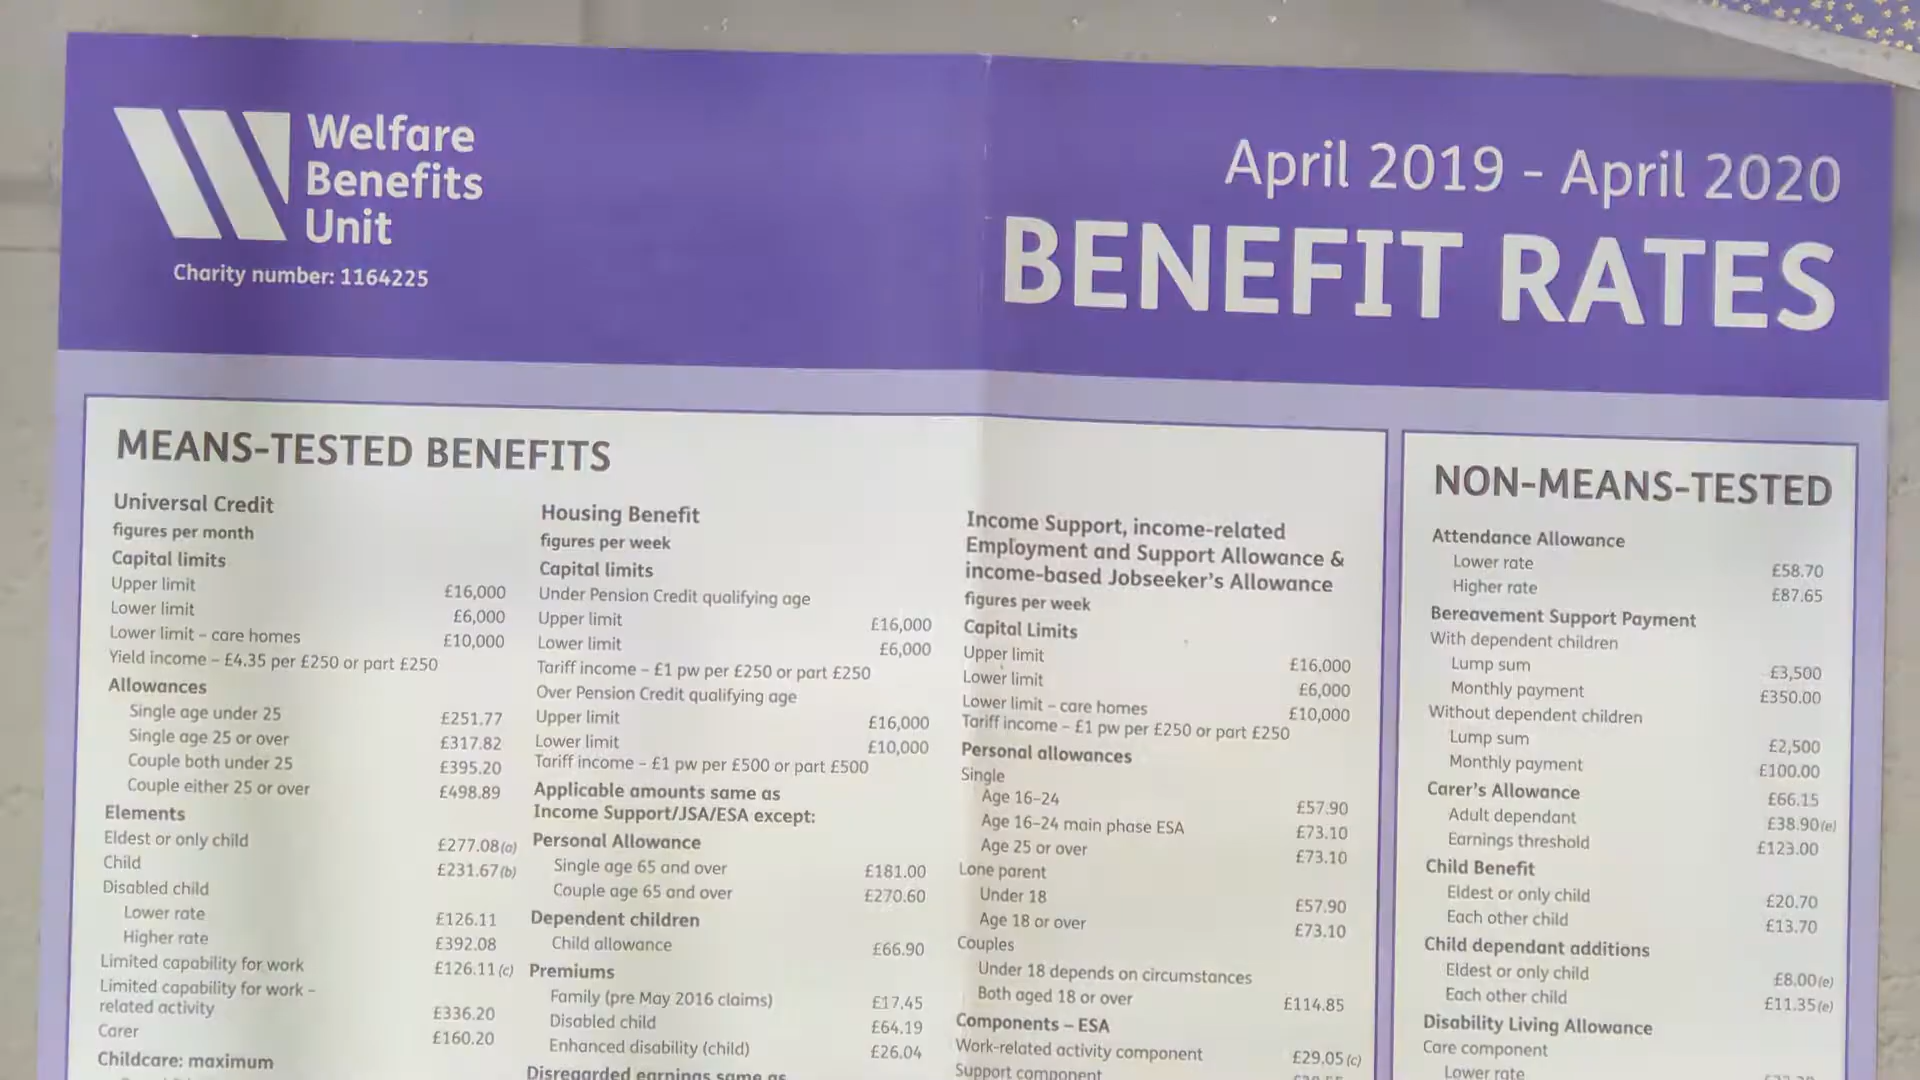 Welfare
Benefits
Unit
Charity number: 1164225
April 2019 - April 2020
BENEFIT RATES
MEANS-TESTED BENEFITS
Universal Credit
figures per month
Capital limits
Upper limit £16,000
Lower limit £6,000
Lower limit – care homes £10,000
Yield income – £4.35 per £250 or part £250
Allowances
Single age under 25 £251.77
Single age 25 or over £317.82
Couple both under 25 £395.20
Couple either 25 or over £498.89
Elements
Eldest or only child £277.08(a)
Child £231.67(b)
Disabled child
Lower rate £126.11
Higher rate £392.08
Limited capability for work £126.11(c)
Limited capability for work –
related activity £336.20
Carer £160.20
Childcare: maximum
Housing Benefit
figures per week
Capital limits
Under Pension Credit qualifying age
Upper limit £16,000
Lower limit £6,000
Tariff income – £1 pw per £250 or part £250
Over Pension Credit qualifying age
Upper limit £16,000
Lower limit £10,000
Tariff income – £1 pw per £500 or part £500
Applicable amounts same as
Income Support/JSA/ESA except:
Personal Allowance
Single age 65 and over £181.00
Couple age 65 and over £270.60
Dependent children
Child allowance £66.90
Premiums
Family (pre May 2016 claims) £17.45
Disabled child £64.19
Enhanced disability (child) £26.04
Disregarded earnings same as
Income Support, income-related
Employment and Support Allowance &
income-based Jobseeker's Allowance
figures per week
Capital Limits
Upper limit £16,000
Lower limit £6,000
Lower limit – care homes £10,000
Tariff income – £1 pw per £250 or part £250
Personal allowances
Single
Age 16–24 £57.90
Age 16–24 main phase ESA £73.10
Age 25 or over £73.10
Lone parent
Under 18 £57.90
Age 18 or over £73.10
Couples
Under 18 depends on circumstances
Both aged 18 or over £114.85
Components – ESA
Work-related activity component £29.05(c)
Support component
NON-MEANS-TESTED
Attendance Allowance
Lower rate £58.70
Higher rate £87.65
Bereavement Support Payment
With dependent children
Lump sum £3,500
Monthly payment £350.00
Without dependent children
Lump sum £2,500
Monthly payment £100.00
Carer's Allowance £66.15
Adult dependant £38.90(e)
Earnings threshold £123.00
Child Benefit
Eldest or only child £20.70
Each other child £13.70
Child dependant additions
Eldest or only child £8.00(e)
Each other child £11.35(e)
Disability Living Allowance
Care component
Lower rate